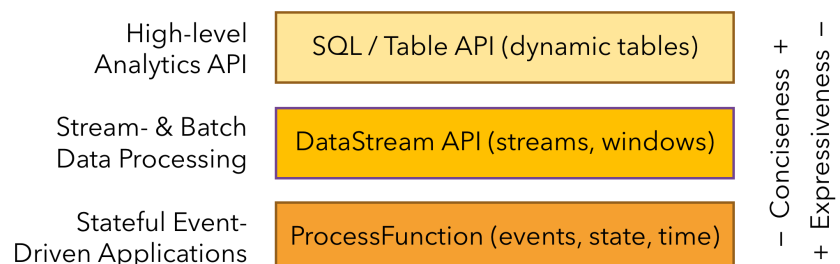 High-level
Analytics API
SQL / Table API (dynamic tables)
Stream- & Batch
Data Processing
DataStream API (streams, windows)
Stateful Event-
Driven Applications
ProcessFunction (events, state, time)
− Conciseness +
+ Expressiveness −